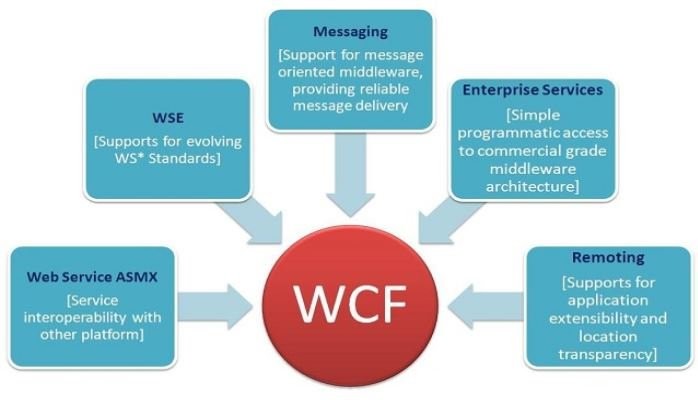 Messaging
[Support for message
oriented middleware,
providing reliable
message delivery
WSE
[Supports for evolving
WS* Standards]
Enterprise Services
[Simple
programmatic access
to commercial grade
middleware
architecture]
Web Service ASMX
[Service
interoperability with
other platform]
WCF
Remoting
[Supports for
application
extensibility and
location
transparency]